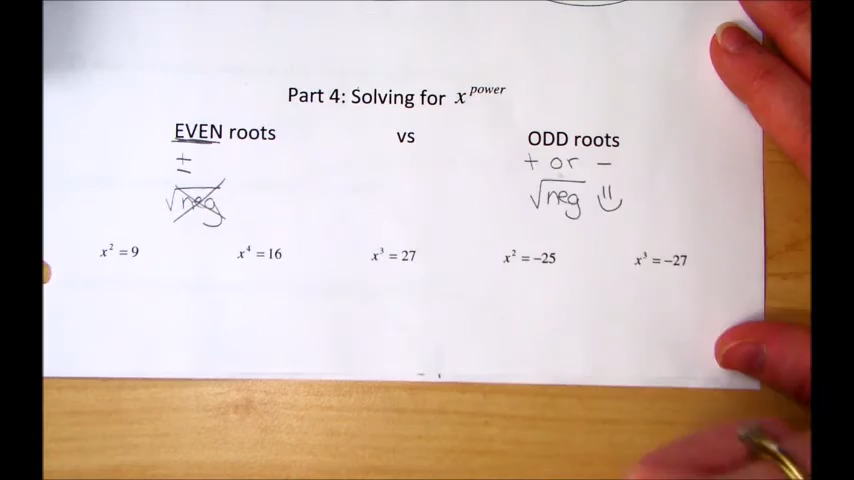 Part 4: Solving for x^power
EVEN roots vs ODD roots
± + or −
√neg √neg
x² = 9 x⁴ = 16 x³ = 27 x² = −25 x³ = −27